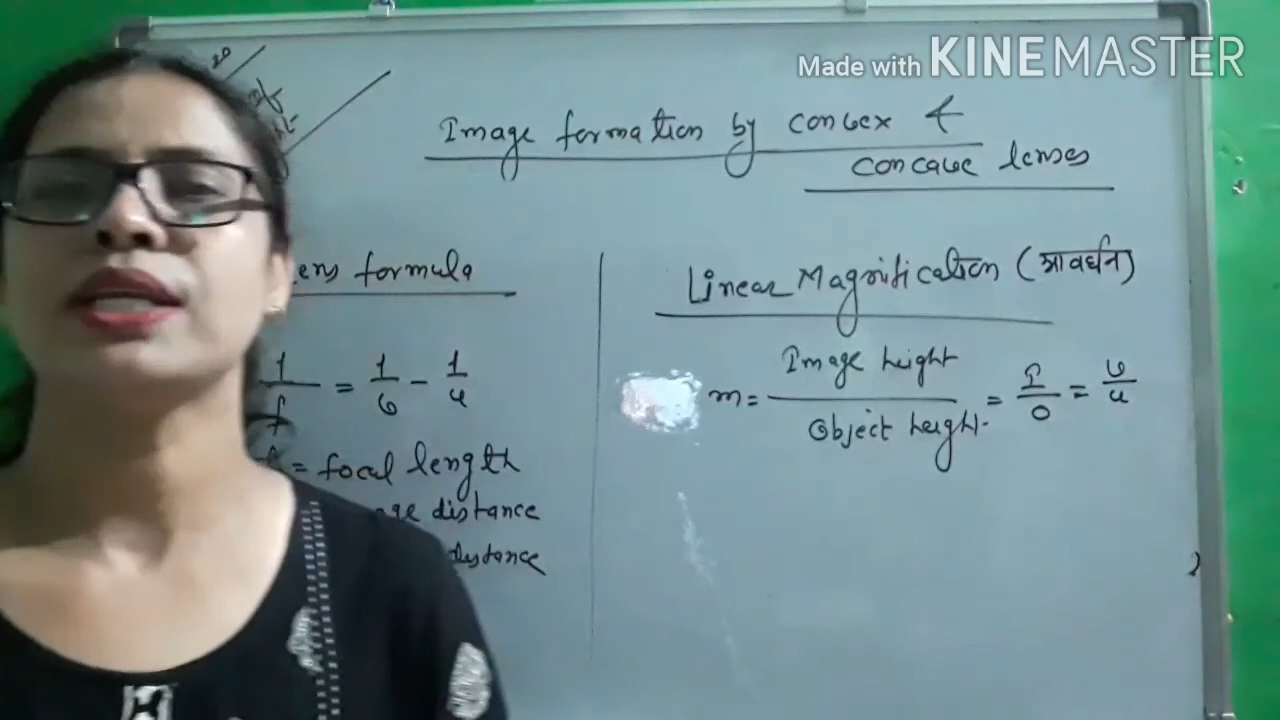 Made with KINEMASTER
20
Image formation by convex &
concave lenses
ens formula
Linear Magnification (आवर्धन)
1/f = 1/v - 1/u
m = Image height / Object height = I/O = v/u
= focal length
distance
distance